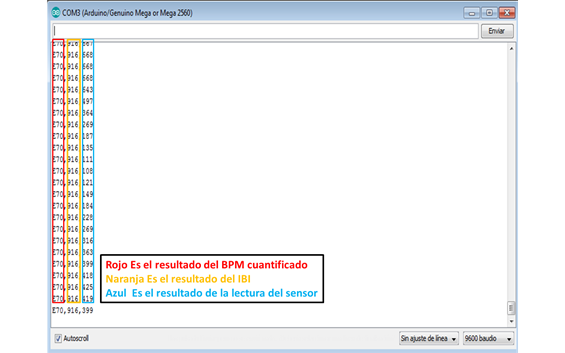 COM3 (Arduino/Genuino Mega or Mega 2560)
Enviar
E70,916,667
E70,916,668
E70,916,668
E70,916,668
E70,916,643
E70,916,497
E70,916,364
E70,916,269
E70,916,187
E70,916,135
E70,916,111
E70,916,108
E70,916,121
E70,916,149
E70,916,184
E70,916,228
E70,916,269
E70,916,316
E70,916,363
E70,916,399
E70,916,418
E70,916,425
E70,916,419
E70,916,399
Rojo Es el resultado del BPM cuantificado
Naranja Es el resultado del IBI
Azul Es el resultado de la lectura del sensor
Autoscroll
Sin ajuste de línea
9600 baudio